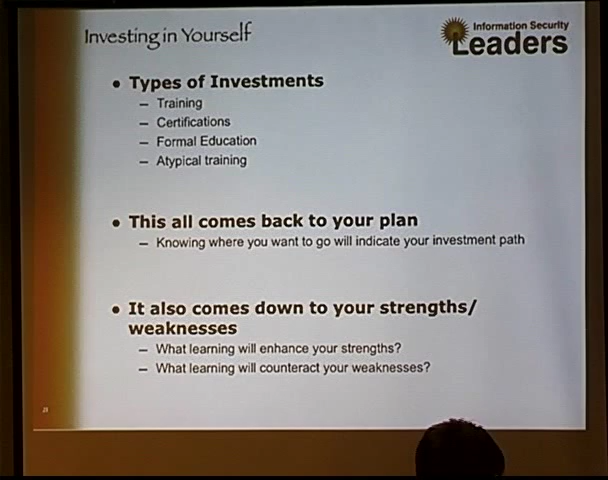 Investing in Yourself
Information Security
Leaders
• Types of Investments
– Training
– Certifications
– Formal Education
– Atypical training
• This all comes back to your plan
– Knowing where you want to go will indicate your investment path
• It also comes down to your strengths/
weaknesses
– What learning will enhance your strengths?
– What learning will counteract your weaknesses?